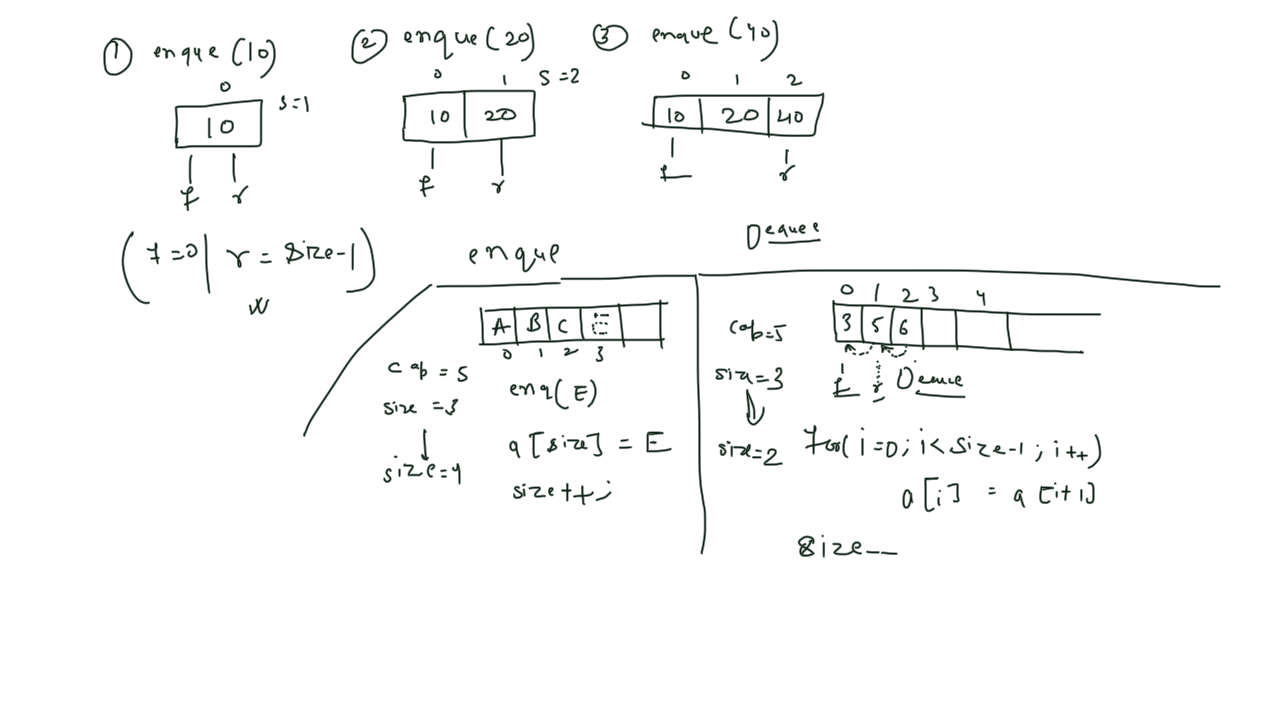 ① enque (10) ② enque (20) ③ enque (40)
0
10
s=1
f r
0 1 S=2
10 20
f r
0 1 2
10 20 40
f r
(f=0 | r = size-1)
enque
A B C E
0 1 2 3
cap = 5
size = 3
size=4
enq(E)
a[size] = E
size++;
Dequee
0 1 2 3 4
3 5 6
cap=5
size=3
f r
size=2
for(i=0; i<size-1; i++)
a[i] = a[i+1]
size--